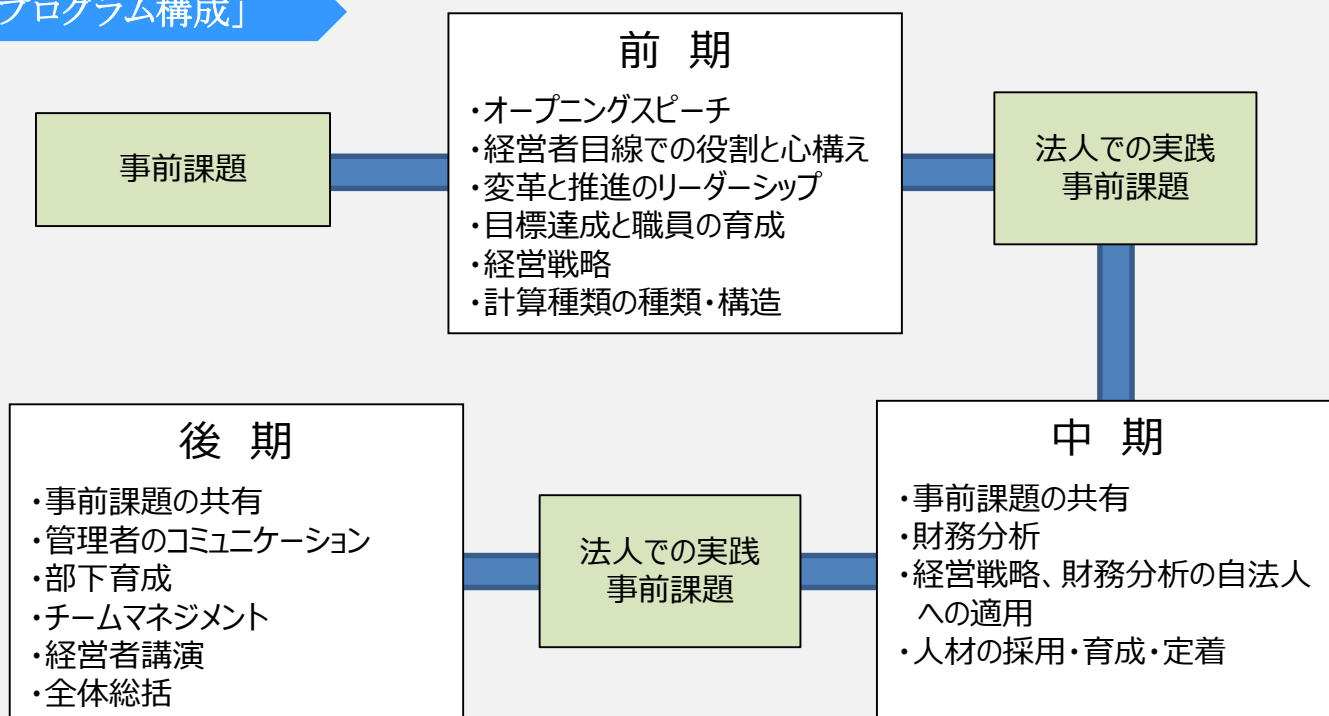 プログラム構成」
事前課題
前 期
・オープニングスピーチ
・経営者目線での役割と心構え
・変革と推進のリーダーシップ
・目標達成と職員の育成
・経営戦略
・計算種類の種類・構造
法人での実践
事前課題
中 期
・事前課題の共有
・財務分析
・経営戦略、財務分析の自法人
への適用
・人材の採用・育成・定着
法人での実践
事前課題
後 期
・事前課題の共有
・管理者のコミュニケーション
・部下育成
・チームマネジメント
・経営者講演
・全体総括